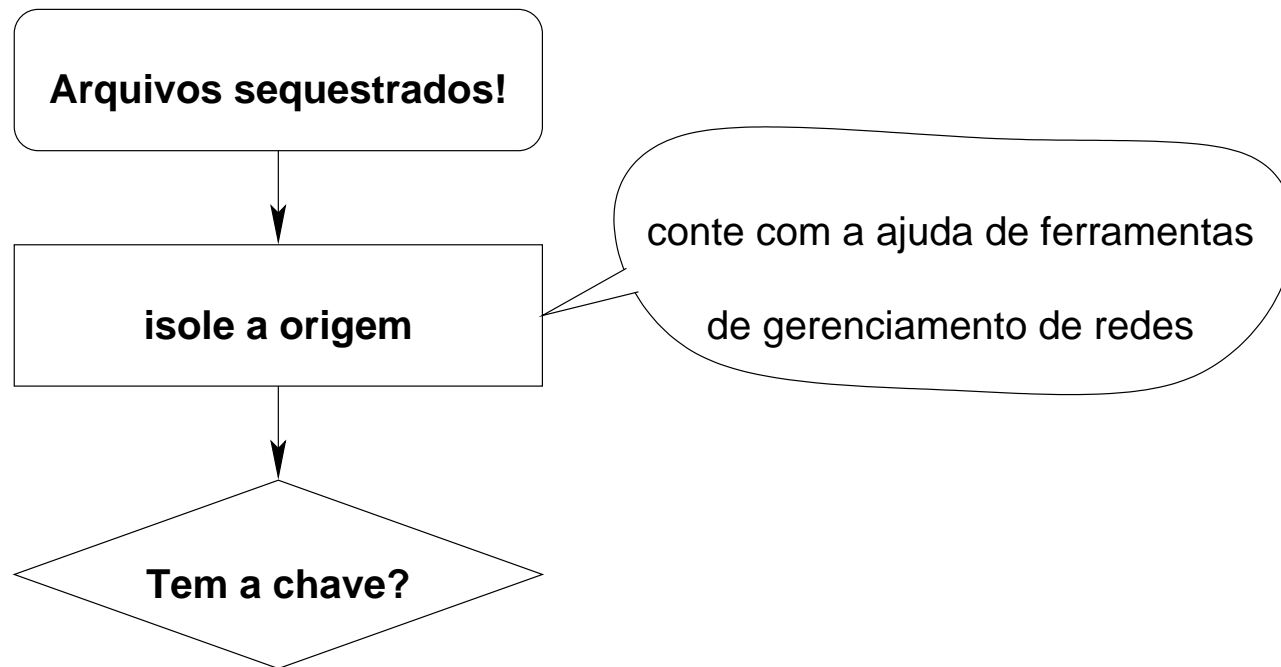 Arquivos sequestrados!
isole a origem
conte com a ajuda de ferramentas
de gerenciamento de redes
Tem a chave?